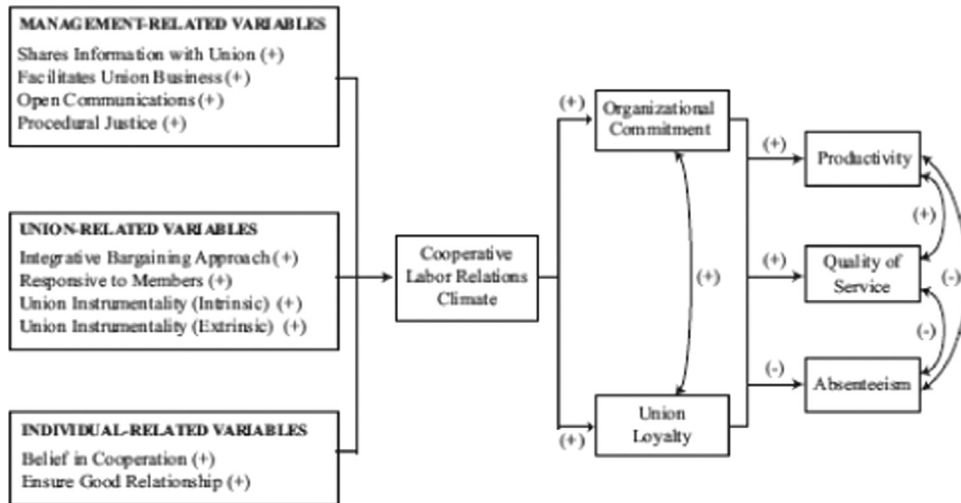 MANAGEMENT-RELATED VARIABLES
Shares Information with Union (+)
Facilitates Union Business (+)
Open Communications (+)
Procedural Justice (+)
UNION-RELATED VARIABLES
Integrative Bargaining Approach (+)
Responsive to Members (+)
Union Instrumentality (Intrinsic) (+)
Union Instrumentality (Extrinsic) (+)
INDIVIDUAL-RELATED VARIABLES
Belief in Cooperation (+)
Ensure Good Relationship (+)
Cooperative
Labor Relations
Climate
(+)
Organizational
Commitment
(+)
(+)
Union
Loyalty
(+)
Productivity
(+)
Quality of
Service
(-)
Absenteeism
(+)
(-)
(-)